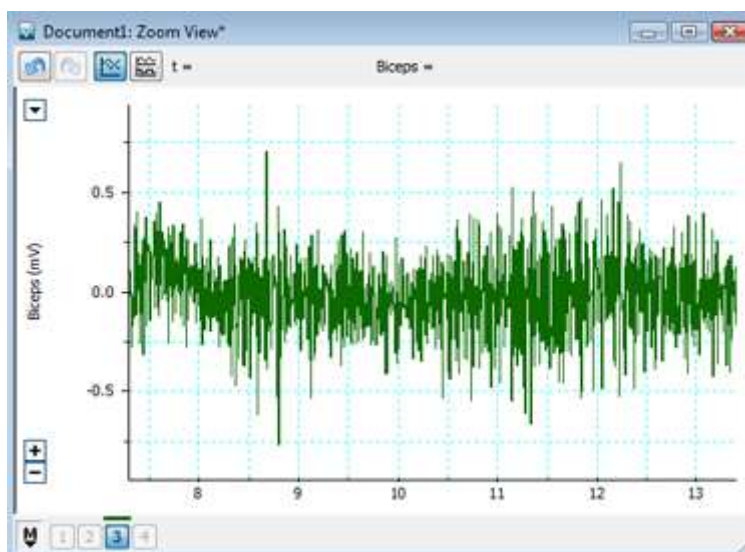 Document1: Zoom View*
t =
Biceps =
0.5
0.0
-0.5
Biceps (mV)
8 9 10 11 12 13
+
−
M 1 2 3 4